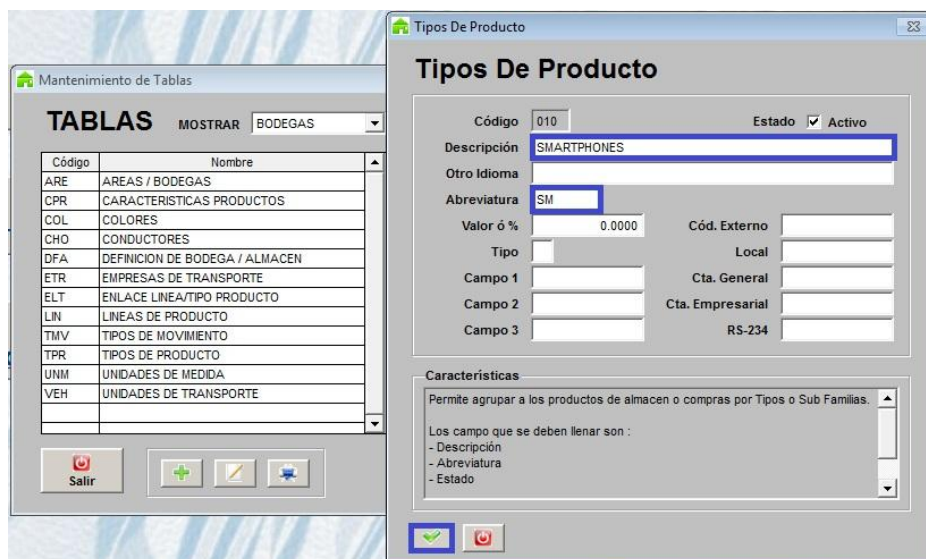 Mantenimiento de Tablas
TABLAS MOSTRAR BODEGAS
Código Nombre
ARE AREAS / BODEGAS
CPR CARACTERISTICAS PRODUCTOS
COL COLORES
CHO CONDUCTORES
DFA DEFINICION DE BODEGA / ALMACEN
ETR EMPRESAS DE TRANSPORTE
ELT ENLACE LINEA/TIPO PRODUCTO
LIN LINEAS DE PRODUCTO
TMV TIPOS DE MOVIMIENTO
TPR TIPOS DE PRODUCTO
UNM UNIDADES DE MEDIDA
VEH UNIDADES DE TRANSPORTE
Salir
Tipos De Producto
Tipos De Producto
Código 010 Estado Activo
Descripción SMARTPHONES
Otro Idioma
Abreviatura SM
Valor ó % 0.0000 Cód. Externo
Tipo Local
Campo 1 Cta. General
Campo 2 Cta. Empresarial
Campo 3 RS-234
Características
Permite agrupar a los productos de almacen o compras por Tipos o Sub Familias.
Los campo que se deben llenar son :
- Descripción
- Abreviatura
- Estado